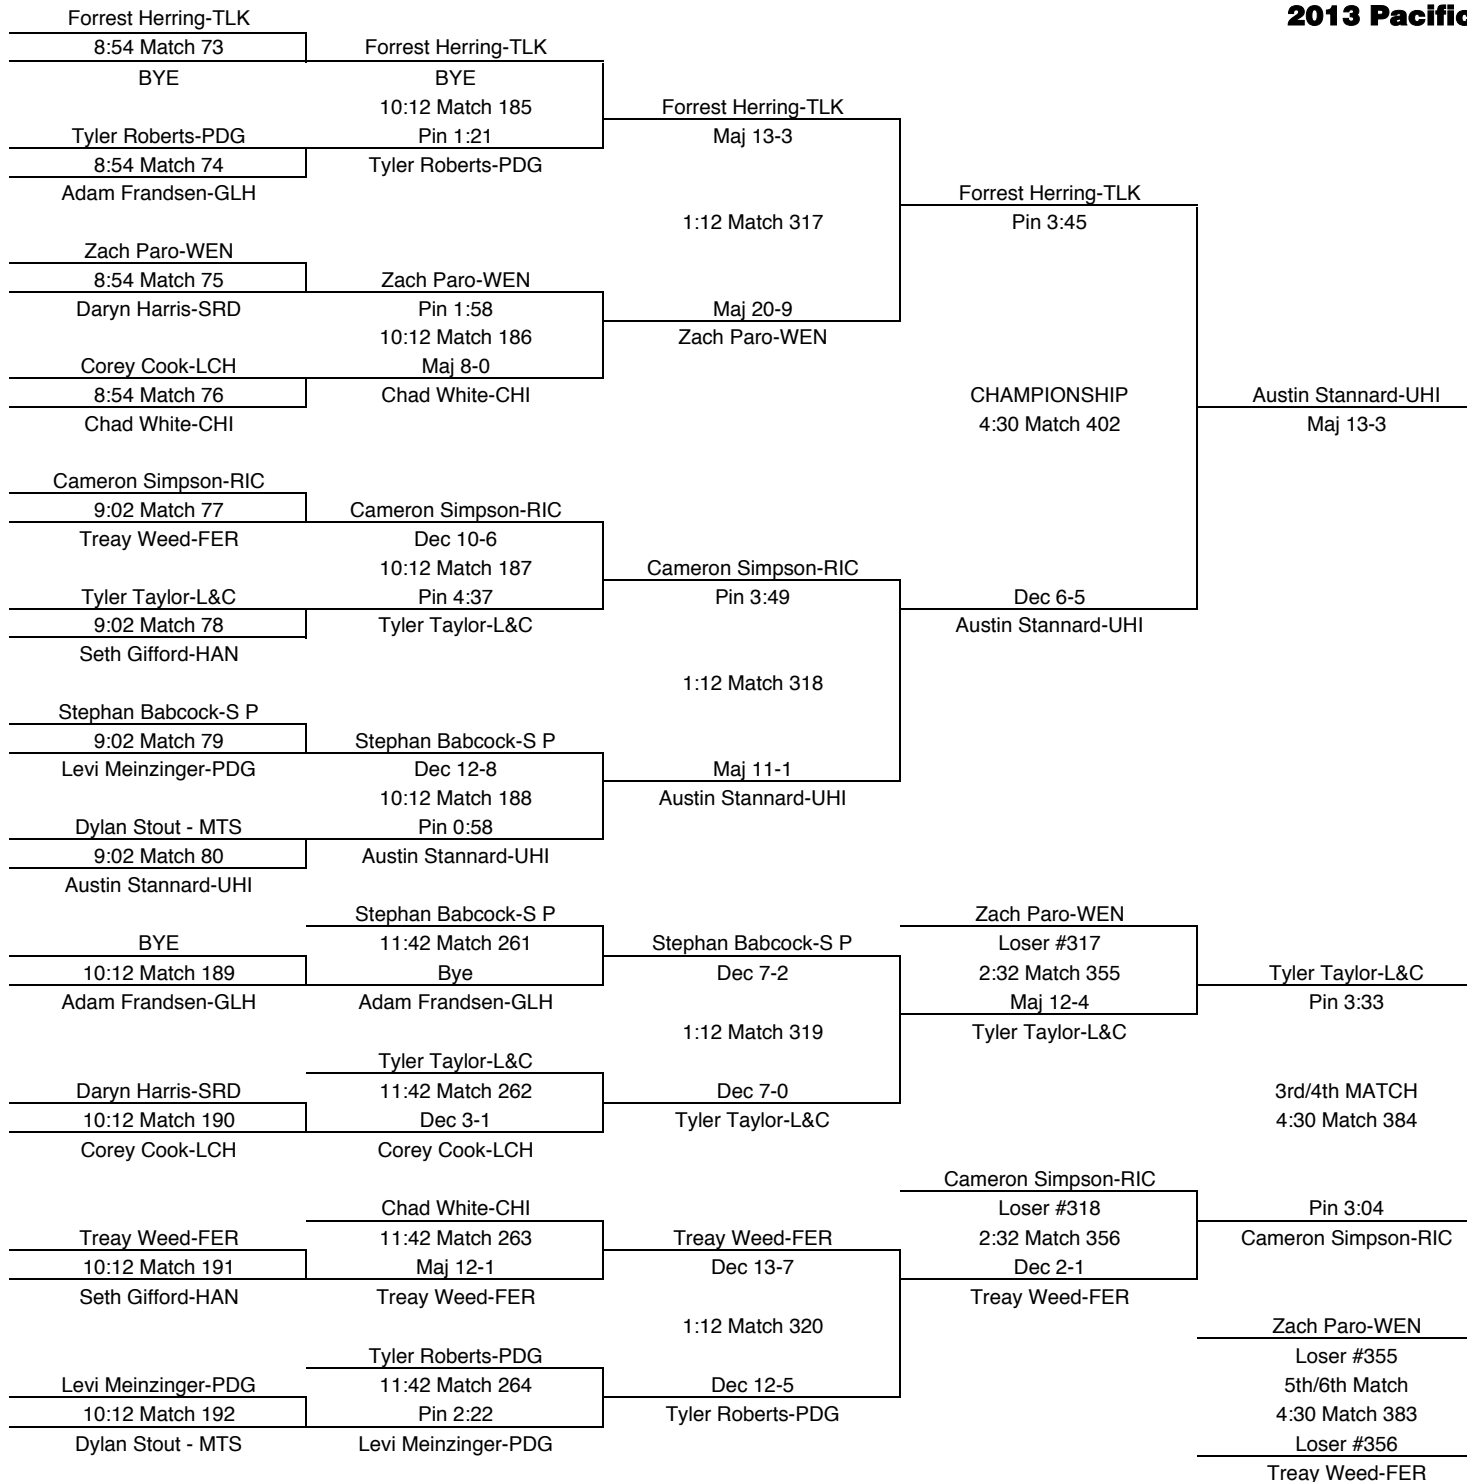 2013 Pacific
Forrest Herring-TLK
8:54 Match 73
BYE
Tyler Roberts-PDG
8:54 Match 74
Adam Frandsen-GLH
Zach Paro-WEN
8:54 Match 75
Daryn Harris-SRD
Corey Cook-LCH
8:54 Match 76
Chad White-CHI
Cameron Simpson-RIC
9:02 Match 77
Treay Weed-FER
Tyler Taylor-L&C
9:02 Match 78
Seth Gifford-HAN
Stephan Babcock-S P
9:02 Match 79
Levi Meinzinger-PDG
Dylan Stout - MTS
9:02 Match 80
Austin Stannard-UHI
Forrest Herring-TLK
BYE
10:12 Match 185
Pin 1:21
Tyler Roberts-PDG
Zach Paro-WEN
Pin 1:58
10:12 Match 186
Maj 8-0
Chad White-CHI
Cameron Simpson-RIC
Dec 10-6
10:12 Match 187
Pin 4:37
Tyler Taylor-L&C
Stephan Babcock-S P
Dec 12-8
10:12 Match 188
Pin 0:58
Austin Stannard-UHI
Forrest Herring-TLK
Maj 13-3
1:12 Match 317
Maj 20-9
Zach Paro-WEN
Cameron Simpson-RIC
Pin 3:49
1:12 Match 318
Maj 11-1
Austin Stannard-UHI
Forrest Herring-TLK
Pin 3:45
CHAMPIONSHIP
4:30 Match 402
Dec 6-5
Austin Stannard-UHI
Austin Stannard-UHI
Maj 13-3
BYE
10:12 Match 189
Adam Frandsen-GLH
Daryn Harris-SRD
10:12 Match 190
Corey Cook-LCH
Treay Weed-FER
10:12 Match 191
Seth Gifford-HAN
Levi Meinzinger-PDG
10:12 Match 192
Dylan Stout - MTS
Stephan Babcock-S P
11:42 Match 261
Bye
Adam Frandsen-GLH
Tyler Taylor-L&C
11:42 Match 262
Dec 3-1
Corey Cook-LCH
Chad White-CHI
11:42 Match 263
Maj 12-1
Treay Weed-FER
Tyler Roberts-PDG
11:42 Match 264
Pin 2:22
Levi Meinzinger-PDG
Stephan Babcock-S P
Dec 7-2
1:12 Match 319
Dec 7-0
Tyler Taylor-L&C
Treay Weed-FER
Dec 13-7
1:12 Match 320
Dec 12-5
Tyler Roberts-PDG
Zach Paro-WEN
Loser #317
2:32 Match 355
Maj 12-4
Tyler Taylor-L&C
Cameron Simpson-RIC
Loser #318
2:32 Match 356
Dec 2-1
Treay Weed-FER
Tyler Taylor-L&C
Pin 3:33
3rd/4th MATCH
4:30 Match 384
Pin 3:04
Cameron Simpson-RIC
Zach Paro-WEN
Loser #355
5th/6th Match
4:30 Match 383
Loser #356
Treay Weed-FER